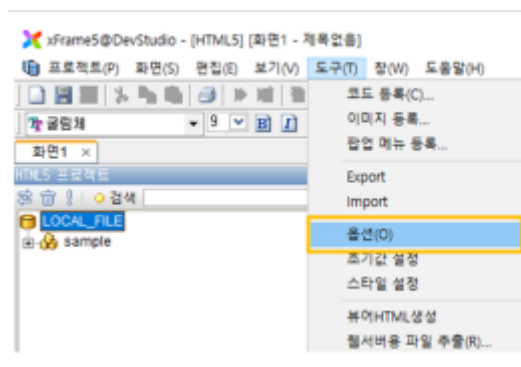 xFrame5@DevStudio - [HTML5] [화면1 - 제목없음]
프로젝트(P) 화면(S) 편집(E) 보기(V) 도구(T) 창(W) 도움말(H)
코드 등록(C)...
굴림체 9 B I
이미지 등록...
팝업 메뉴 등록...
화면1 ×
HTML5 프로젝트
Export
검색
Import
LOCAL_FILE
옵션(O)
sample
초기값 설정
스타일 설정
뷰어HTML생성
웹서버용 파일 추출(R)...